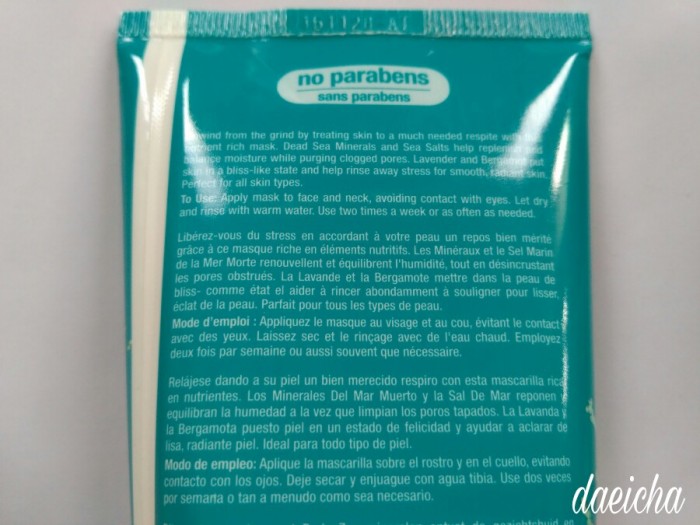 no parabens
sans parabens
wind from the grind by treating skin to a much needed respite with
rich mask. Dead Sea Minerals and Sea Salts help replenish
moisture while purging clogged pores. Lavender and Bergamot put
skin in a bliss-like state and help rinse away stress for smooth, radiant skin.
Perfect for all skin types.
To Use: Apply mask to face and neck, avoiding contact with eyes. Let dry
and rinse with warm water. Use two times a week or as often as needed.
Libérez-vous du stress en accordant à votre peau un repos bien mérité
grâce à ce masque riche en éléments nutritifs. Les Minéraux et le Sel Marin
de la Mer Morte renouvellent et équilibrent l'humidité, tout en désincrustant
les pores obstrués. La Lavande et la Bergamote mettre dans la peau de
bliss- comme état el aider à rincer abondamment à souligner pour lisser,
éclat de la peau. Parfait pour tous les types de peau.
Mode d'emploi : Appliquez le masque au visage et au cou, évitant le contact
avec des yeux. Laissez sec et le rinçage avec de l'eau chaud. Employez
deux fois par semaine ou aussi souvent que nécessaire.
Relájese dando a su piel un bien merecido respiro con esta mascarilla rica
en nutrientes. Los Minerales Del Mar Muerto y la Sal De Mar reponen y
equilibran la humedad a la vez que limpian los poros tapados. La Lavanda y
la Bergamota puesto piel en un estado de felicidad y ayudar a aclarar de
lisa, radiante piel. Ideal para todo tipo de piel.
Modo de empleo: Aplique la mascarilla sobre el rostro y en el cuello, evitando
contacto con los ojos. Deje secar y enjuague con agua tibia. Use dos veces
por semana o tan a menudo como sea necesario.
daeicha